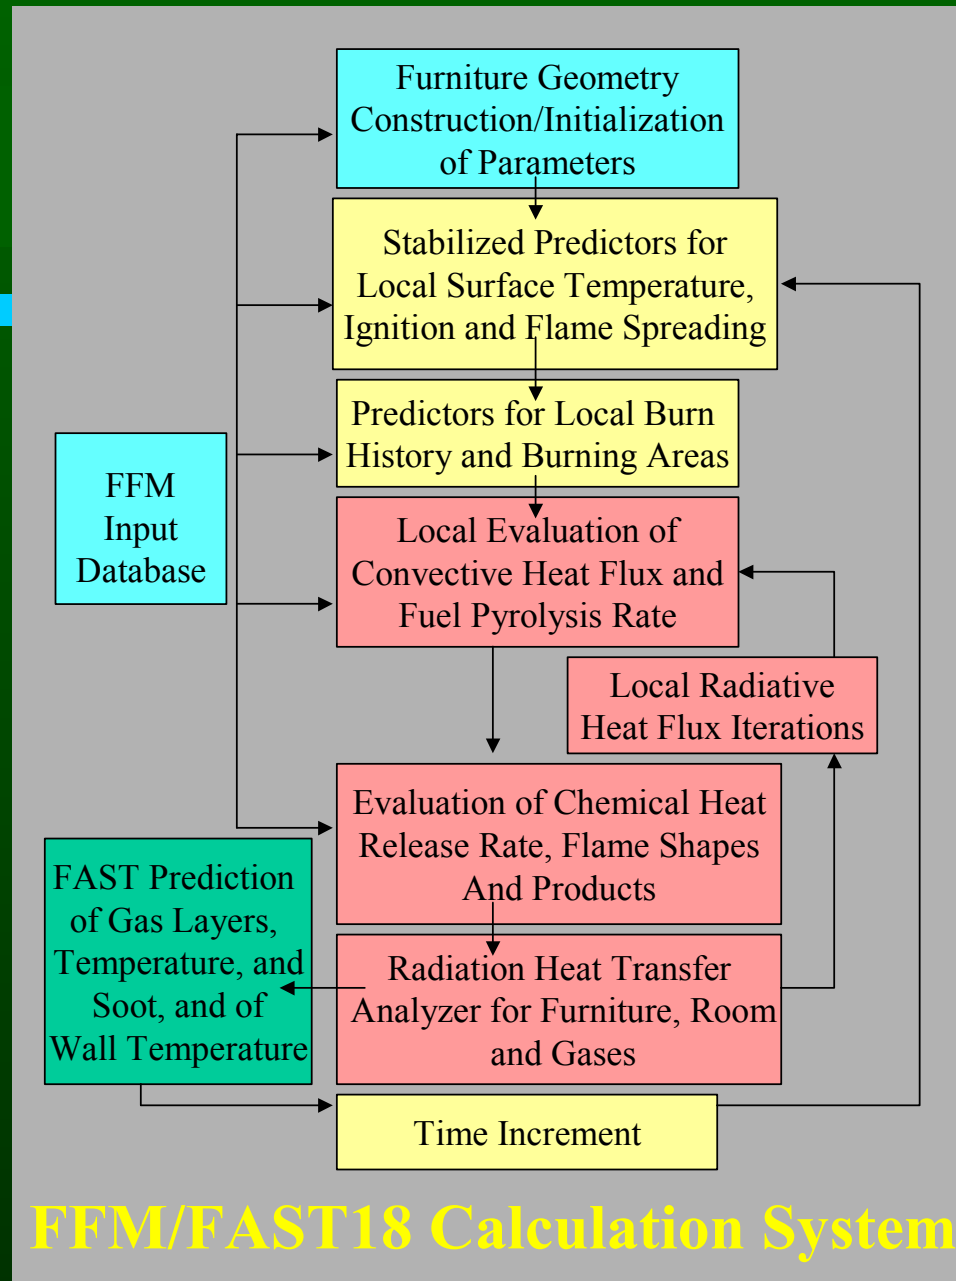 Furniture Geometry
Construction/Initialization
of Parameters
Stabilized Predictors for
Local Surface Temperature,
Ignition and Flame Spreading
Predictors for Local Burn
History and Burning Areas
FFM
Input
Database
Local Evaluation of
Convective Heat Flux and
Fuel Pyrolysis Rate
Local Radiative
Heat Flux Iterations
Evaluation of Chemical Heat
Release Rate, Flame Shapes
And Products
FAST Prediction
of Gas Layers,
Temperature, and
Soot, and of
Wall Temperature
Radiation Heat Transfer
Analyzer for Furniture, Room
and Gases
Time Increment
FFM/FAST18 Calculation System